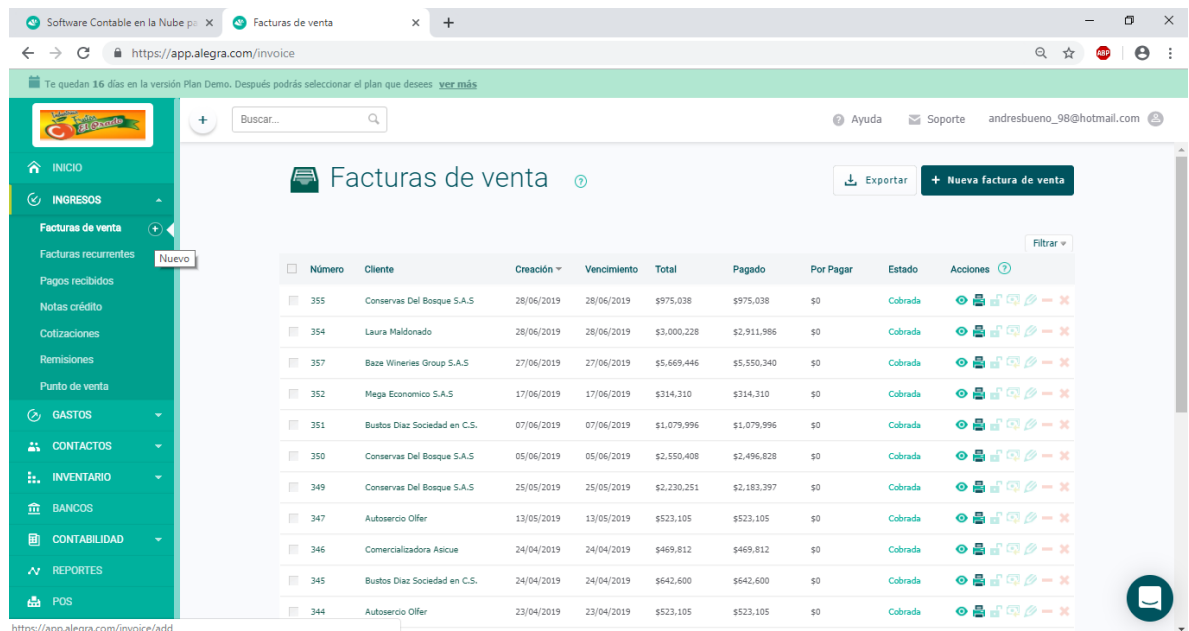 Software Contable en la Nube pa
Facturas de venta
https://app.alegra.com/invoice
ABP
Te quedan 16 días en la versión Plan Demo. Después podrás seleccionar el plan que desees ver más
Buscar...
Ayuda
Soporte
andresbueno_98@hotmail.com
INICIO
INGRESOS
Facturas de venta
Nuevo
Facturas recurrentes
Pagos recibidos
Notas crédito
Cotizaciones
Remisiones
Punto de venta
GASTOS
CONTACTOS
INVENTARIO
BANCOS
CONTABILIDAD
REPORTES
POS
Facturas de venta
Exportar
+ Nueva factura de venta
Filtrar
Número Cliente Creación Vencimiento Total Pagado Por Pagar Estado Acciones
355 Conservas Del Bosque S.A.S 28/06/2019 28/06/2019 $975,038 $975,038 $0 Cobrada
354 Laura Maldonado 28/06/2019 28/06/2019 $3,000,228 $2,911,986 $0 Cobrada
357 Baze Wineries Group S.A.S 27/06/2019 27/06/2019 $5,669,446 $5,550,340 $0 Cobrada
352 Mega Economico S.A.S 17/06/2019 17/06/2019 $314,310 $314,310 $0 Cobrada
351 Bustos Diaz Sociedad en C.S. 07/06/2019 07/06/2019 $1,079,996 $1,079,996 $0 Cobrada
350 Conservas Del Bosque S.A.S 05/06/2019 05/06/2019 $2,550,408 $2,496,828 $0 Cobrada
349 Conservas Del Bosque S.A.S 25/05/2019 25/05/2019 $2,230,251 $2,183,397 $0 Cobrada
347 Autosercio Olfer 13/05/2019 13/05/2019 $523,105 $523,105 $0 Cobrada
346 Comercializadora Asicue 24/04/2019 24/04/2019 $469,812 $469,812 $0 Cobrada
345 Bustos Diaz Sociedad en C.S. 24/04/2019 24/04/2019 $642,600 $642,600 $0 Cobrada
344 Autosercio Olfer 23/04/2019 23/04/2019 $523,105 $523,105 $0 Cobrada
https://app.alegra.com/invoice/add